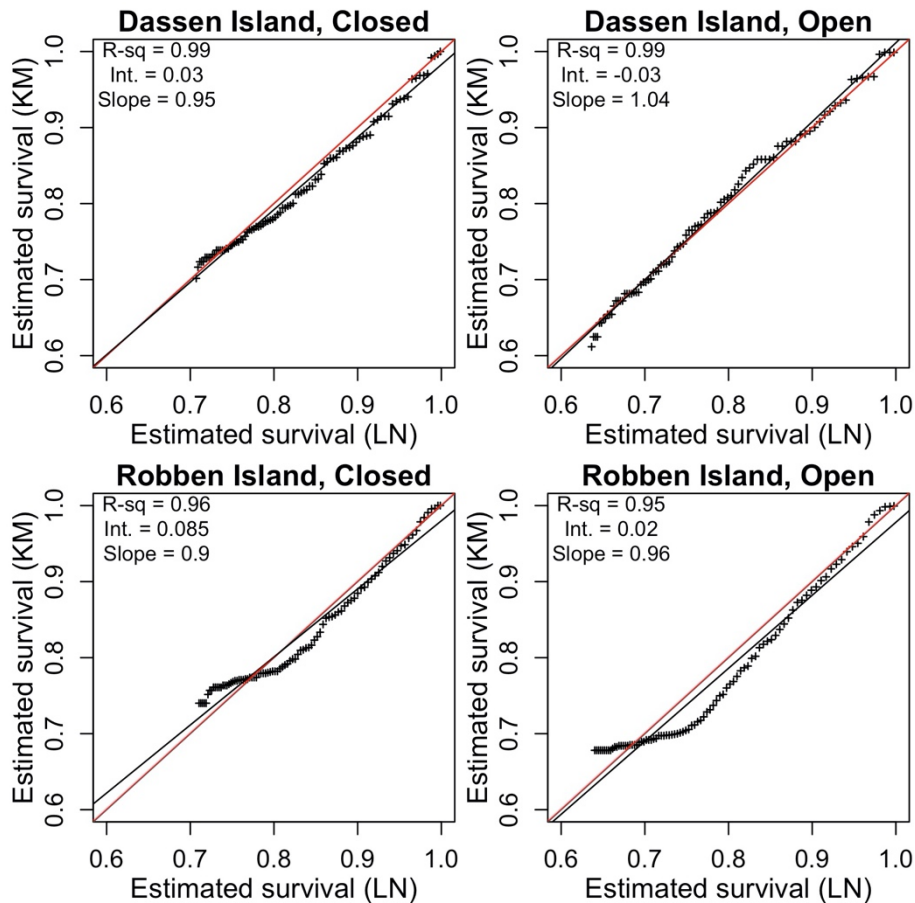 Dassen Island, Closed
R-sq = 0.99
Int. = 0.03
Slope = 0.95
Estimated survival (KM)
0.6 0.7 0.8 0.9 1.0
0.6 0.7 0.8 0.9 1.0
Estimated survival (LN)
Dassen Island, Open
R-sq = 0.99
Int. = -0.03
Slope = 1.04
Estimated survival (KM)
0.6 0.7 0.8 0.9 1.0
0.6 0.7 0.8 0.9 1.0
Estimated survival (LN)
Robben Island, Closed
R-sq = 0.96
Int. = 0.085
Slope = 0.9
Estimated survival (KM)
0.6 0.7 0.8 0.9 1.0
0.6 0.7 0.8 0.9 1.0
Estimated survival (LN)
Robben Island, Open
R-sq = 0.95
Int. = 0.02
Slope = 0.96
Estimated survival (KM)
0.6 0.7 0.8 0.9 1.0
0.6 0.7 0.8 0.9 1.0
Estimated survival (LN)